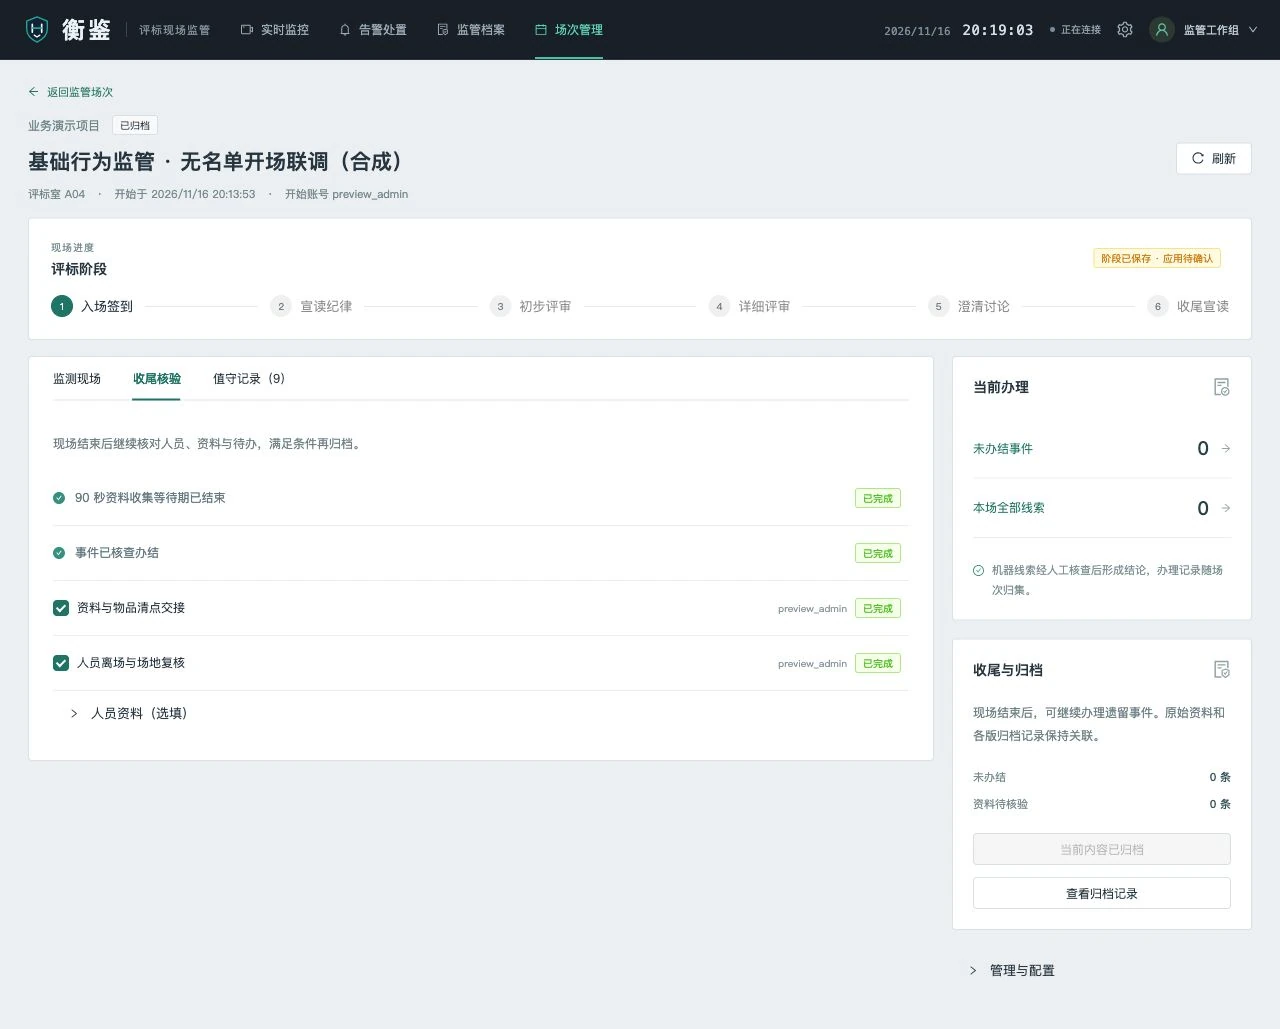 衡鉴
评标现场监管
实时监控
告警处置
监管档案
场次管理
2026/11/16 20:19:03
正在连接
监管工作组
返回监管场次
业务演示项目 已归档
基础行为监管 · 无名单开场联调（合成）
刷新
评标室 A04 · 开始于 2026/11/16 20:13:53 · 开始账号 preview_admin
现场进度
评标阶段
阶段已保存 · 应用待确认
1 入场签到
2 宣读纪律
3 初步评审
4 详细评审
5 澄清讨论
6 收尾宣读
监测现场
收尾核验
值守记录（9）
现场结束后继续核对人员、资料与待办，满足条件再归档。
90 秒资料收集等待期已结束 已完成
事件已核查办结 已完成
资料与物品清点交接 preview_admin 已完成
人员离场与场地复核 preview_admin 已完成
人员资料（选填）
当前办理
未办结事件 0
本场全部线索 0
机器线索经人工核查后形成结论，办理记录随场
次归集。
收尾与归档
现场结束后，可继续办理遗留事件。原始资料和
各版归档记录保持关联。
未办结 0 条
资料待核验 0 条
当前内容已归档
查看归档记录
管理与配置